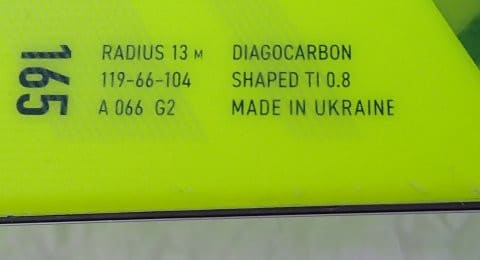 165
RADIUS 13 M
119-66-104
A 066 G2
DIAGOCARBON
SHAPED TI 0.8
MADE IN UKRAINE